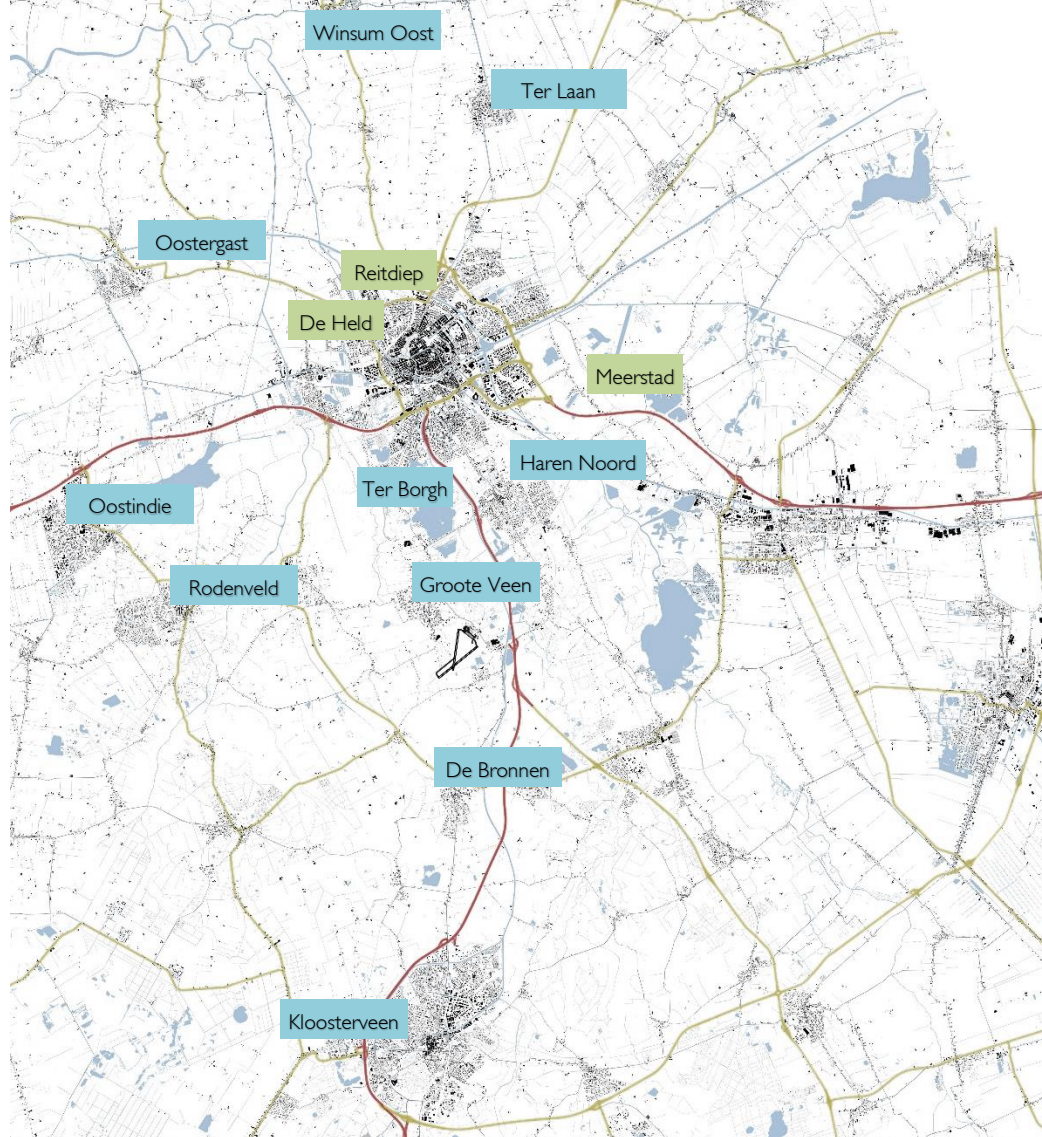 Winsum Oost
Ter Laan
Oostergast
Reitdiep
De Held
Meerstad
Haren Noord
Ter Borgh
Oostindie
Groote Veen
Rodenveld
De Bronnen
Kloosterveen